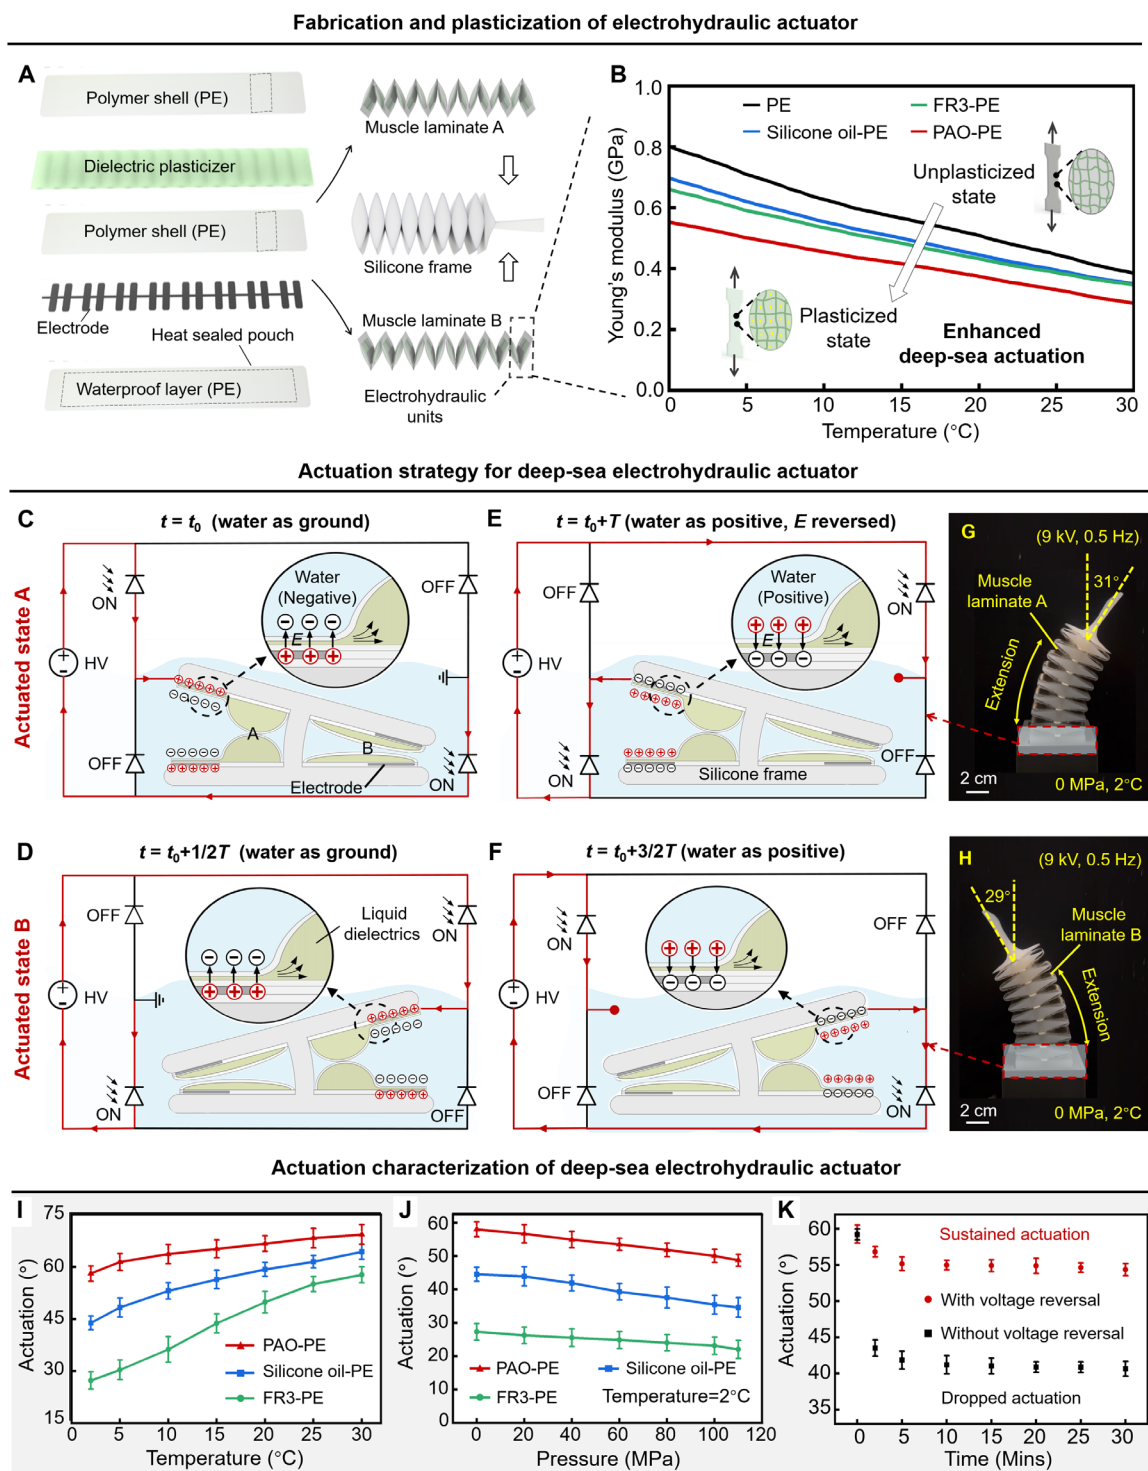 Fabrication and plasticization of electrohydraulic actuator
A
Polymer shell (PE)
Dielectric plasticizer
Polymer shell (PE)
Electrode
Heat sealed pouch
Waterproof layer (PE)
Muscle laminate A
Silicone frame
Muscle laminate B
Electrohydraulic
units
B
1.0
0.8
0.6
0.4
0.2
0.0
Young's modulus (GPa)
PE
FR3-PE
Silicone oil-PE
PAO-PE
Unplasticized
state
Plasticized
state
Enhanced
deep-sea actuation
0 5 10 15 20 25 30
Temperature (°C)
Actuation strategy for deep-sea electrohydraulic actuator
Actuated state A
C
t = t0 (water as ground)
ON
OFF
Water
(Negative)
E
HV
A
B
OFF
Electrode
ON
E
t = t0+T (water as positive, E reversed)
OFF
ON
Water
(Positive)
E
HV
ON
Silicone frame
OFF
G
(9 kV, 0.5 Hz)
Muscle
laminate A
31°
Extension
2 cm
0 MPa, 2°C
Actuated state B
D
t = t0+1/2T (water as ground)
OFF
ON
Liquid
dielectrics
HV
ON
OFF
F
t = t0+3/2T (water as positive)
ON
OFF
HV
OFF
ON
H
(9 kV, 0.5 Hz)
29°
Muscle
laminate B
Extension
2 cm
0 MPa, 2°C
Actuation characterization of deep-sea electrohydraulic actuator
I
75
60
45
30
15
Actuation (°)
PAO-PE
Silicone oil-PE
FR3-PE
0 5 10 15 20 25 30
Temperature (°C)
J
60
50
40
30
20
10
0
Actuation (°)
PAO-PE
Silicone oil-PE
FR3-PE
Temperature=2°C
0 20 40 60 80 100 120
Pressure (MPa)
K
60
55
50
45
40
35
Actuation (°)
Sustained actuation
With voltage reversal
Without voltage reversal
Dropped actuation
0 5 10 15 20 25 30
Time (Mins)